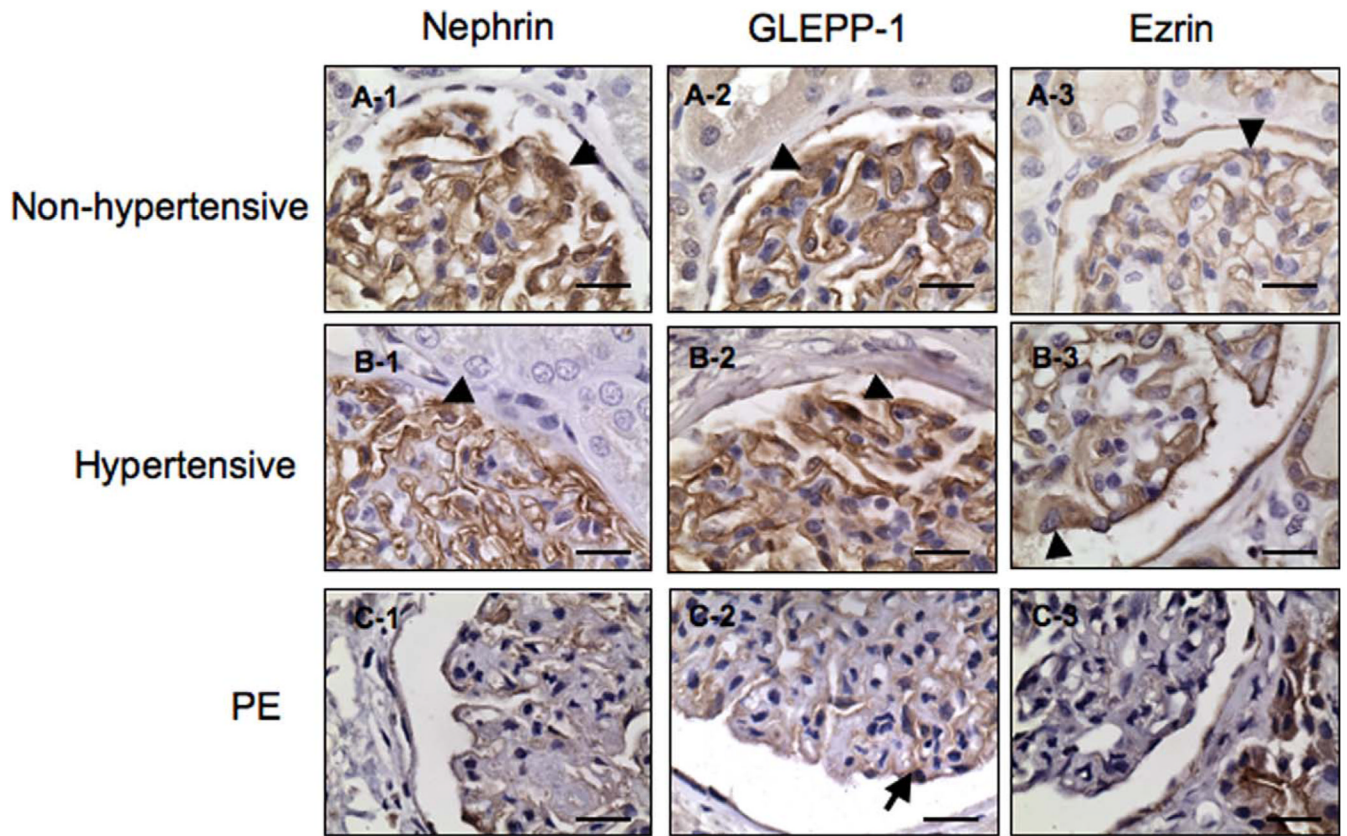 Nephrin GLEPP-1 Ezrin
A-1 A-2 A-3
Non-hypertensive
B-1 B-2 B-3
Hypertensive
C-1 C-2 C-3
PE